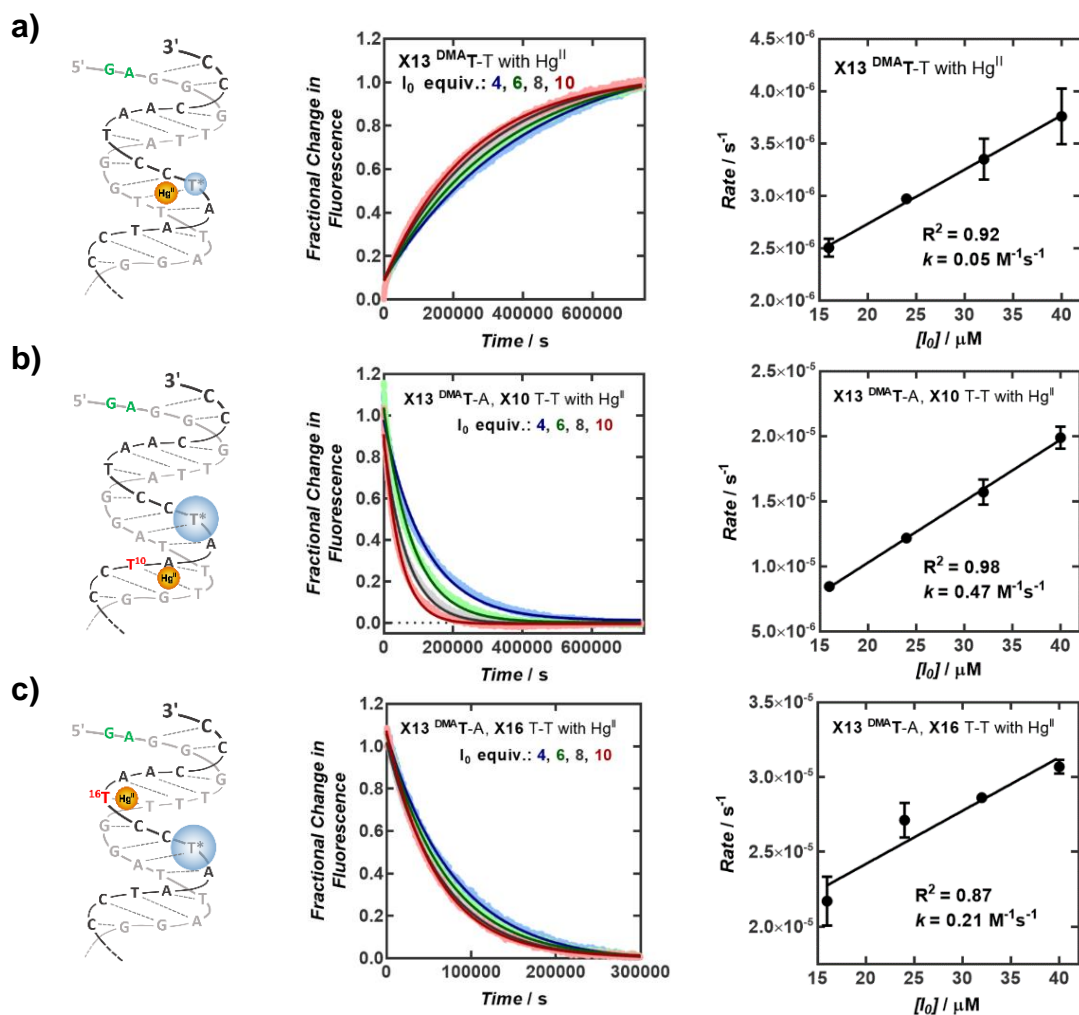 a)
3' C
C
5' G A G G G
A A C
T A T T
G C C T*
Hg^II
G T T A
C T A T
C G G A
Fractional Change in
Fluorescence
1.2
1.0
0.8
0.6
0.4
0.2
0.0
X13 ^DMA T-T with Hg^II
I₀ equiv.: 4, 6, 8, 10
0 200000 400000 600000
Time / s
Rate / s⁻¹
4.5×10⁻⁶
4.0×10⁻⁶
3.5×10⁻⁶
3.0×10⁻⁶
2.5×10⁻⁶
2.0×10⁻⁶
X13 ^DMA T-T with Hg^II
R² = 0.92
k = 0.05 M⁻¹s⁻¹
15 20 25 30 35 40
[I₀] / μM
b)
3' C
C
5' G A G G G
A A C
T A T T
G C C T*
G A T A
T¹⁰ A
C Hg^II T
G G
Fractional Change in
Fluorescence
1.2
1.0
0.8
0.6
0.4
0.2
0.0
X13 ^DMA T-A, X10 T-T with Hg^II
I₀ equiv.: 4, 6, 8, 10
0 200000 400000 600000
Time / s
Rate / s⁻¹
2.5×10⁻⁵
2.0×10⁻⁵
1.5×10⁻⁵
1.0×10⁻⁵
5.0×10⁻⁶
X13 ^DMA T-A, X10 T-T with Hg^II
R² = 0.98
k = 0.47 M⁻¹s⁻¹
15 20 25 30 35 40
[I₀] / μM
c)
3' C
C
5' G A G G G
A A C
¹⁶T Hg^II T T T
G C C T*
G A T A
C T A T
C G G A
Fractional Change in
Fluorescence
1.2
1.0
0.8
0.6
0.4
0.2
0.0
X13 ^DMA T-A, X16 T-T with Hg^II
I₀ equiv.: 4, 6, 8, 10
0 100000 200000 300000
Time / s
Rate / s⁻¹
3.5×10⁻⁵
3.0×10⁻⁵
2.5×10⁻⁵
2.0×10⁻⁵
X13 ^DMA T-A, X16 T-T with Hg^II
R² = 0.87
k = 0.21 M⁻¹s⁻¹
15 20 25 30 35 40
[I₀] / μM